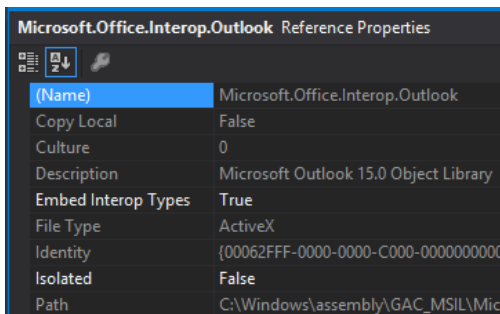 Microsoft.Office.Interop.Outlook Reference Properties
(Name) Microsoft.Office.Interop.Outlook
Copy Local False
Culture 0
Description Microsoft Outlook 15.0 Object Library
Embed Interop Types True
File Type ActiveX
Identity {00062FFF-0000-0000-C000-0000000000
Isolated False
Path C:\Windows\assembly\GAC_MSIL\Mic